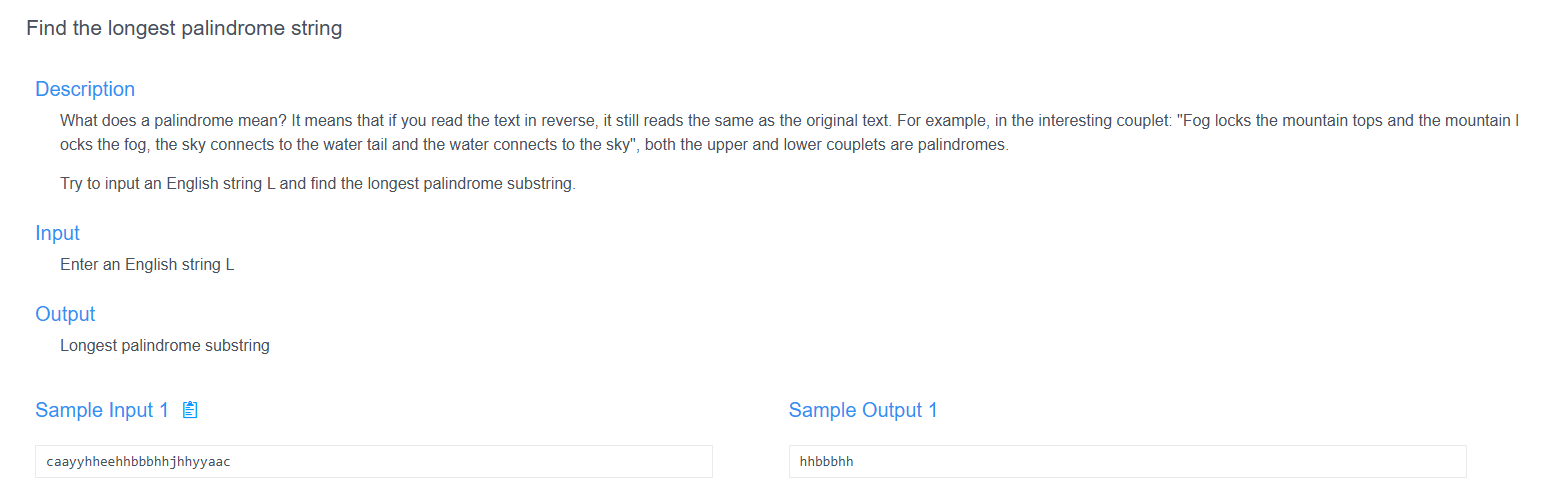 Find the longest palindrome string
Description
What does a palindrome mean? It means that if you read the text in reverse, it still reads the same as the original text. For example, in the interesting couplet: "Fog locks the mountain tops and the mountain l
ocks the fog, the sky connects to the water tail and the water connects to the sky", both the upper and lower couplets are palindromes.
Try to input an English string L and find the longest palindrome substring.
Input
Enter an English string L
Output
Longest palindrome substring
Sample Input 1
Sample Output 1
caayyhheehhbbbhhjhhyyaac
hhbbbhh